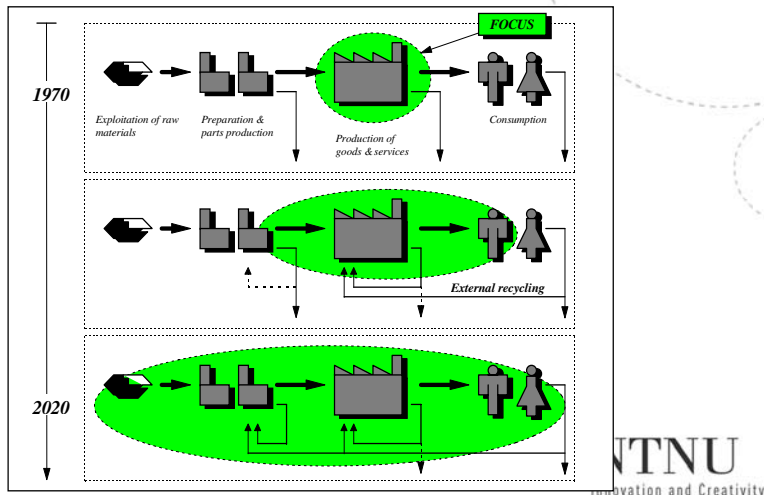 FOCUS
1970
Exploitation of raw
materials
Preparation &
parts production
Production of
goods & services
Consumption
External recycling
2020
NTNU
Innovation and Creativity